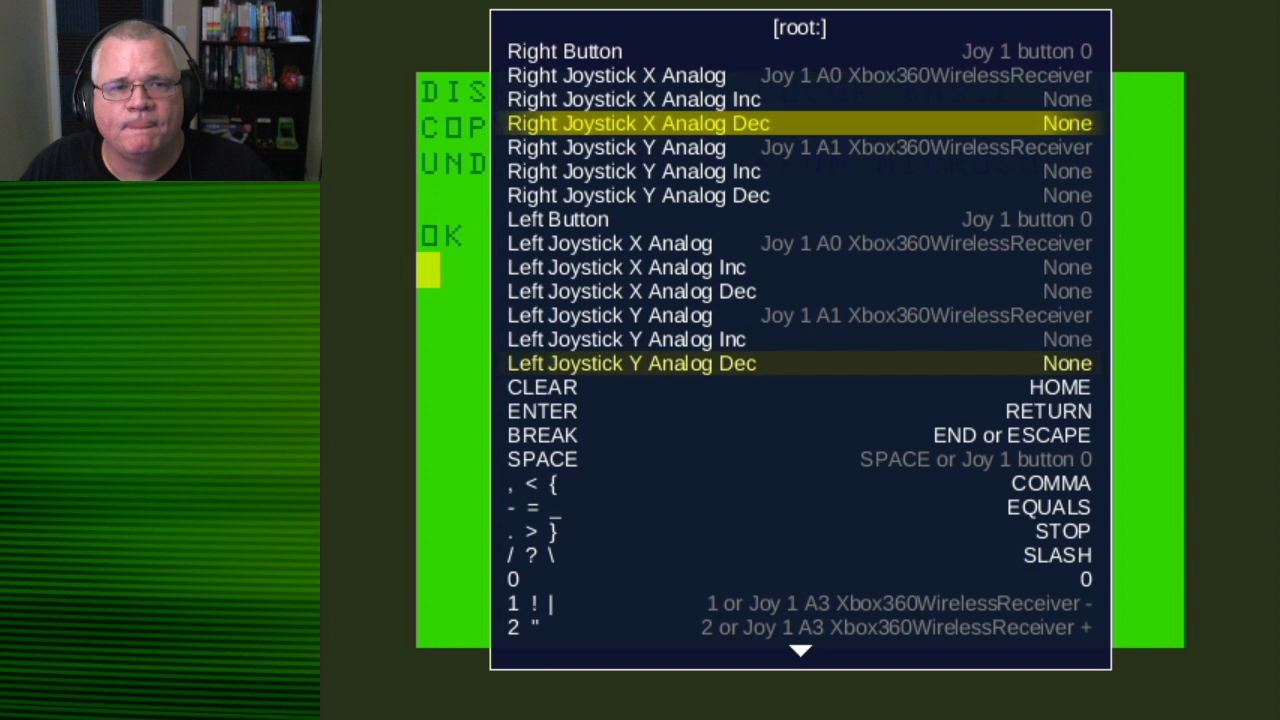 [root:]
Right Button Joy 1 button 0
Right Joystick X Analog Joy 1 A0 Xbox360WirelessReceiver
Right Joystick X Analog Inc None
Right Joystick X Analog Dec None
Right Joystick Y Analog Joy 1 A1 Xbox360WirelessReceiver
Right Joystick Y Analog Inc None
Right Joystick Y Analog Dec None
Left Button Joy 1 button 0
Left Joystick X Analog Joy 1 A0 Xbox360WirelessReceiver
Left Joystick X Analog Inc None
Left Joystick X Analog Dec None
Left Joystick Y Analog Joy 1 A1 Xbox360WirelessReceiver
Left Joystick Y Analog Inc None
Left Joystick Y Analog Dec None
CLEAR HOME
ENTER RETURN
BREAK END or ESCAPE
SPACE SPACE or Joy 1 button 0
, < { COMMA
- = _ EQUALS
. > } STOP
/ ? \ SLASH
0 0
1 ! | 1 or Joy 1 A3 Xbox360WirelessReceiver -
2 " 2 or Joy 1 A3 Xbox360WirelessReceiver +
DIS
COP
UND
OK